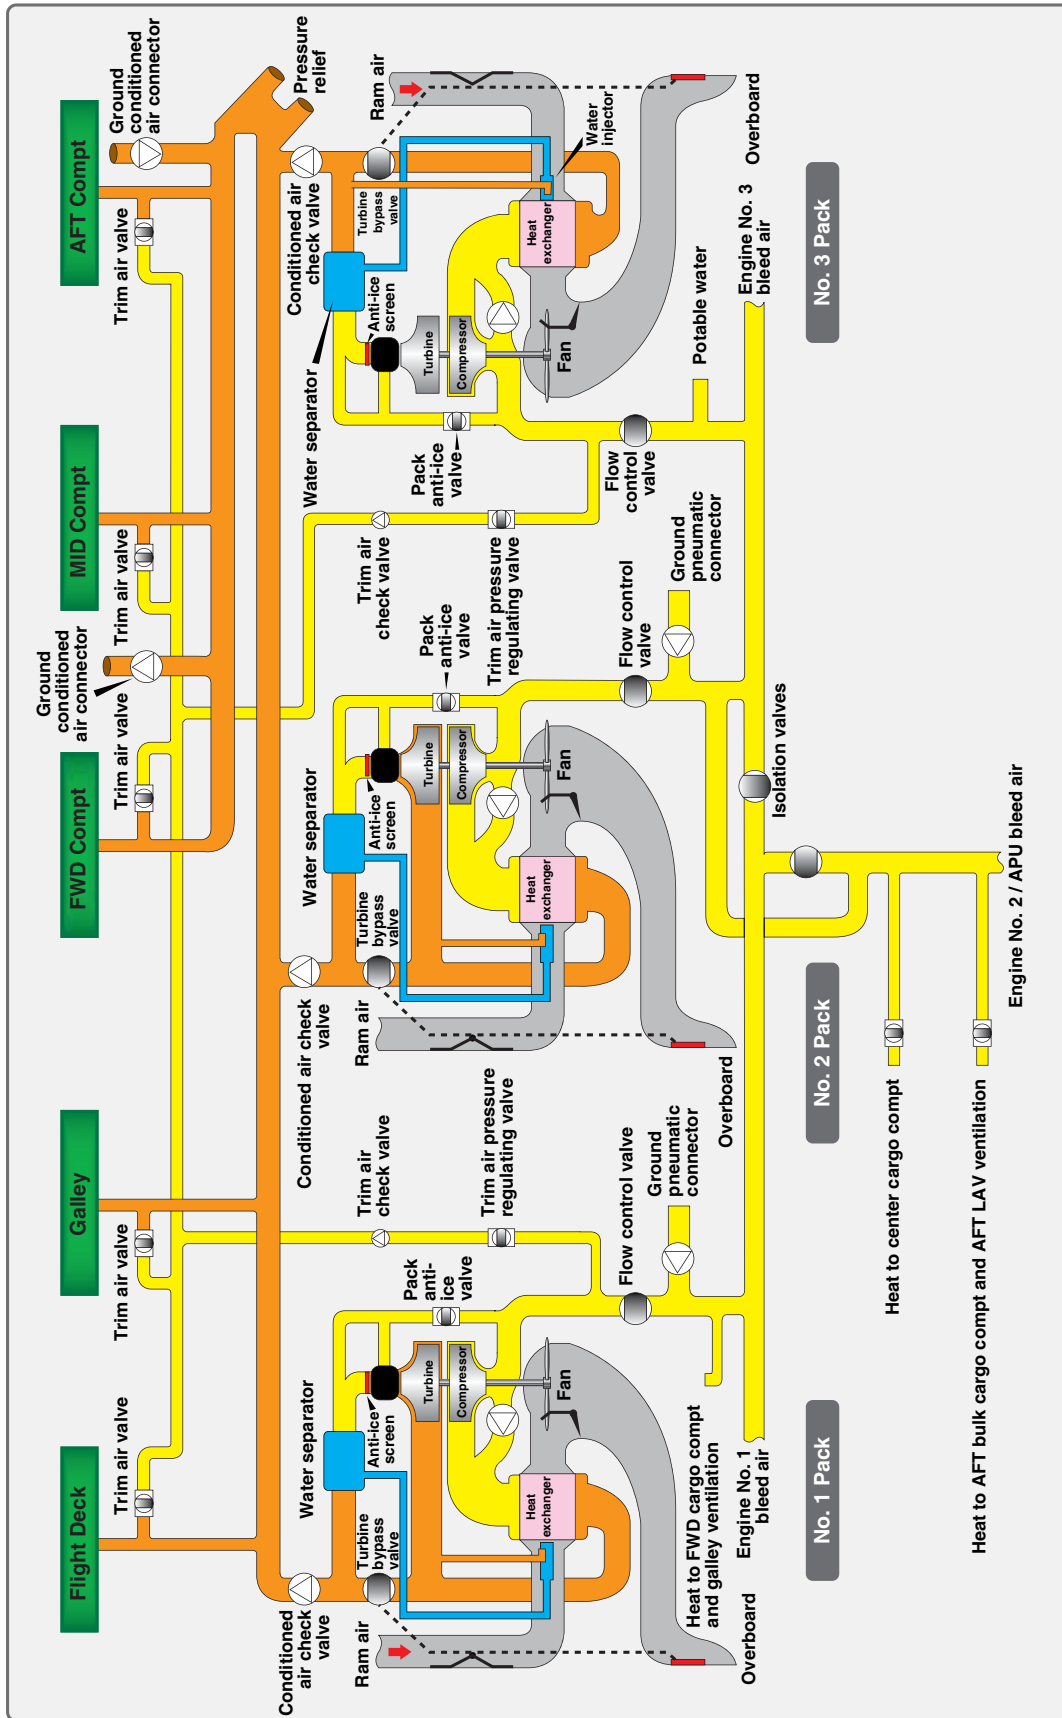 Flight Deck
Galley
FWD Compt
MID Compt
AFT Compt
Trim air valve
Trim air valve
Trim air valve
Ground
conditioned
air connector
Trim air valve
Trim air valve
Ground
conditioned
air connector
Pressure
relief
Conditioned
air check
valve
Ram air
Turbine
bypass
valve
Water separator
Anti-ice
screen
Turbine
Compressor
Heat
exchanger
Fan
Pack
anti-
ice
valve
Trim air
check valve
Trim air pressure
regulating valve
Flow control valve
Ground
pneumatic
connector
Heat to FWD cargo compt
and galley ventilation
Overboard
Engine No. 1
bleed air
No. 1 Pack
Conditioned air check
valve
Ram air
Turbine
bypass
valve
Water separator
Anti-ice
screen
Turbine
Compressor
Heat
exchanger
Fan
Pack
anti-ice
valve
Trim air
check valve
Trim air pressure
regulating valve
Flow control
valve
Ground
pneumatic
connector
Overboard
Isolation valves
No. 2 Pack
Water separator
Conditioned air
check valve
Ram air
Turbine
bypass
valve
Water
injector
Anti-ice
screen
Turbine
Compressor
Heat
exchanger
Fan
Pack
anti-ice
valve
Flow
control
valve
Potable water
Overboard
Engine No. 3
bleed air
No. 3 Pack
Heat to center cargo compt
Heat to AFT bulk cargo compt and AFT LAV ventilation
Engine No. 2 / APU bleed air